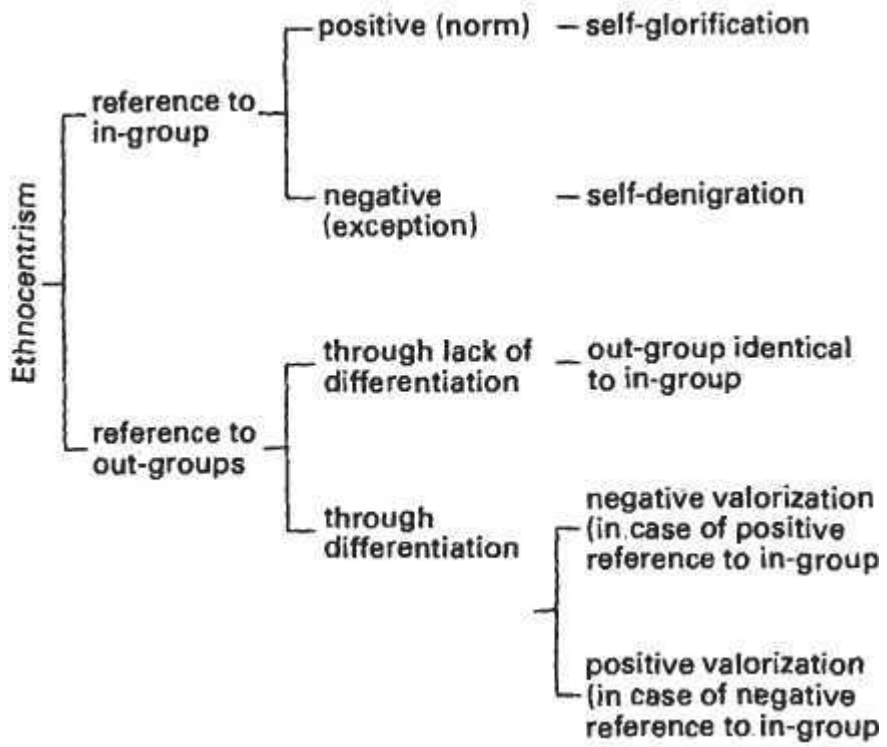 positive (norm) – self-glorification
reference to
in-group
negative – self-denigration
(exception)
Ethnocentrism
through lack of – out-group identical
differentiation to in-group
reference to
out-groups
negative valorization
through (in case of positive
differentiation reference to in-group
positive valorization
(in case of negative
reference to in-group